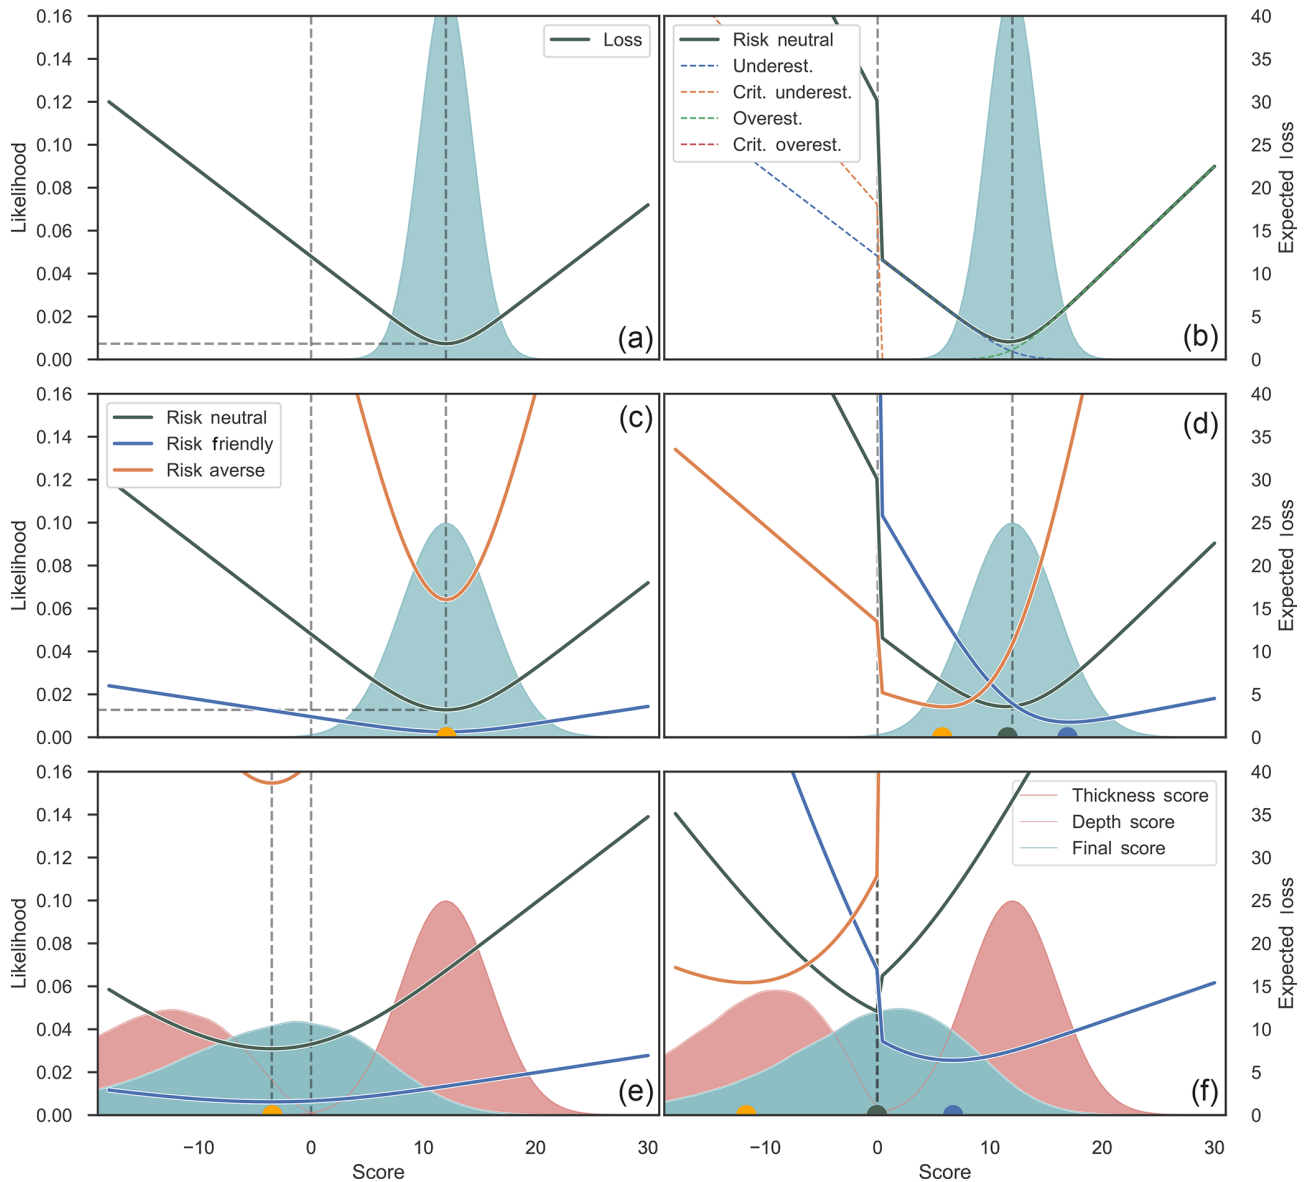 0.16
0.14
0.12
0.10
0.08
0.06
0.04
0.02
0.00
Likelihood
Loss
(a)
Risk neutral
Underest.
Crit. underest.
Overest.
Crit. overest.
(b)
40
35
30
25
20
15
10
5
0
Expected loss
0.16
0.14
0.12
0.10
0.08
0.06
0.04
0.02
0.00
Likelihood
Risk neutral
Risk friendly
Risk averse
(c)
(d)
40
35
30
25
20
15
10
5
0
Expected loss
0.16
0.14
0.12
0.10
0.08
0.06
0.04
0.02
0.00
Likelihood
(e)
Thickness score
Depth score
Final score
(f)
40
35
30
25
20
15
10
5
0
Expected loss
−10 0 10 20 30
Score
−10 0 10 20 30
Score